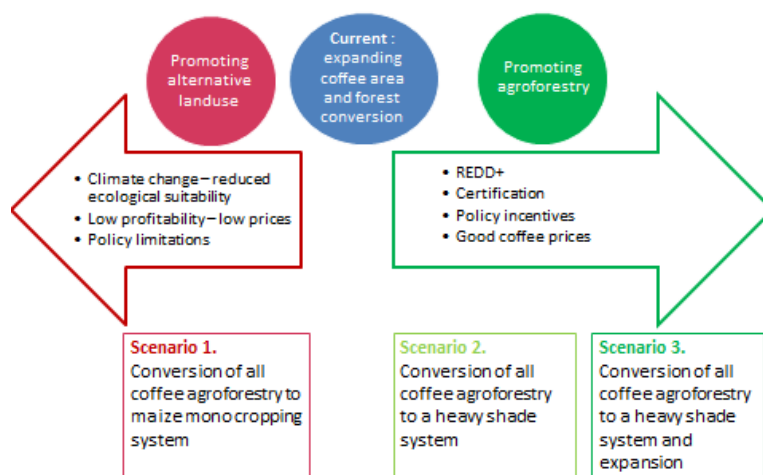 Promoting
alternative
landuse
Current :
expanding
coffee area
and forest
conversion
Promoting
agroforestry
• Climate change – reduced
ecological suitability
• Low profitability – low prices
• Policy limitations
• REDD+
• Certification
• Policy incentives
• Good coffee prices
Scenario 1.
Conversion of all
coffee agroforestry to
maize mono cropping
system
Scenario 2.
Conversion of all
coffee agroforestry
to a heavy shade
system
Scenario 3.
Conversion of all
coffee agroforestry
to a heavy shade
system and
expansion